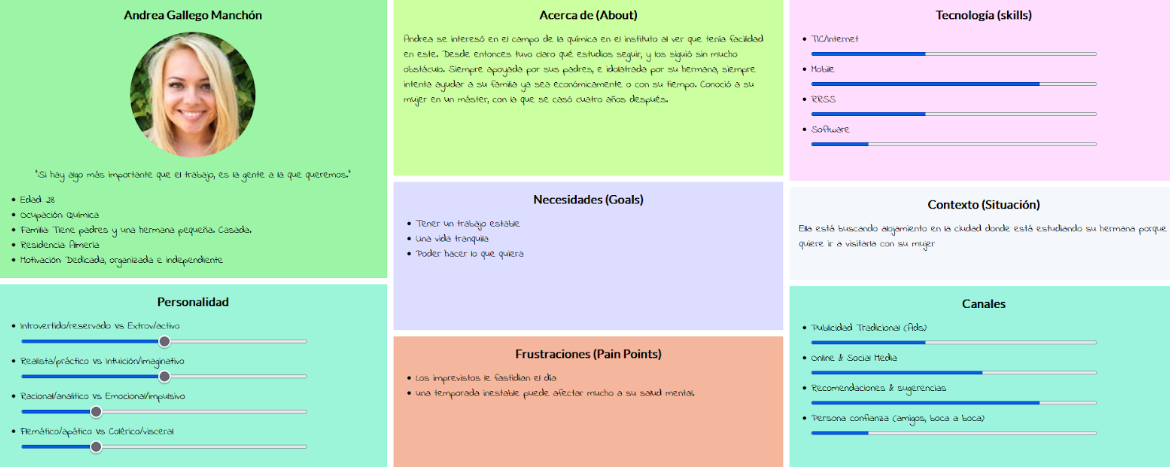 Andrea Gallego Manchón
"Si hay algo más importante que el trabajo, es la gente a la que queremos."
Edad: 28
Ocupación: Química
Familia: Tiene padres y una hermana pequeña. Casada.
Residencia: Almería
Motivación: Dedicada, organizada e independiente
Personalidad
Introvertido/reservado vs Extrov/activo
Realista/práctico vs Intuición/imaginativo
Racional/analítico vs Emocional/impulsivo
Flemático/apático vs Colérico/visceral
Acerca de (About)
Andrea se interesó en el campo de la química en el instituto al ver que tenía facilidad
en este. Desde entonces tuvo claro qué estudios seguir, y los siguió sin mucho
obstáculo. Siempre apoyada por sus padres, e idolatrada por su hermana, siempre
intenta ayudar a su familia ya sea económicamente o con su tiempo. Conoció a su
mujer en un máster, con la que se casó cuatro años después.
Necesidades (Goals)
Tener un trabajo estable
Una vida tranquila
Poder hacer lo que quiera
Frustraciones (Pain Points)
Los imprevistos le fastidian el día
Una temporada inestable puede afectar mucho a su salud mental.
Tecnología (skills)
TIC/Internet
Mobile
RRSS
Software
Contexto (Situación)
Ella está buscando alojamiento en la ciudad donde está estudiando su hermana porque
quiere ir a visitarla con su mujer
Canales
Publicidad Tradicional (Ads)
Online & Social Media
Recomendaciones & sugerencias
Persona confianza (amigos, boca a boca)